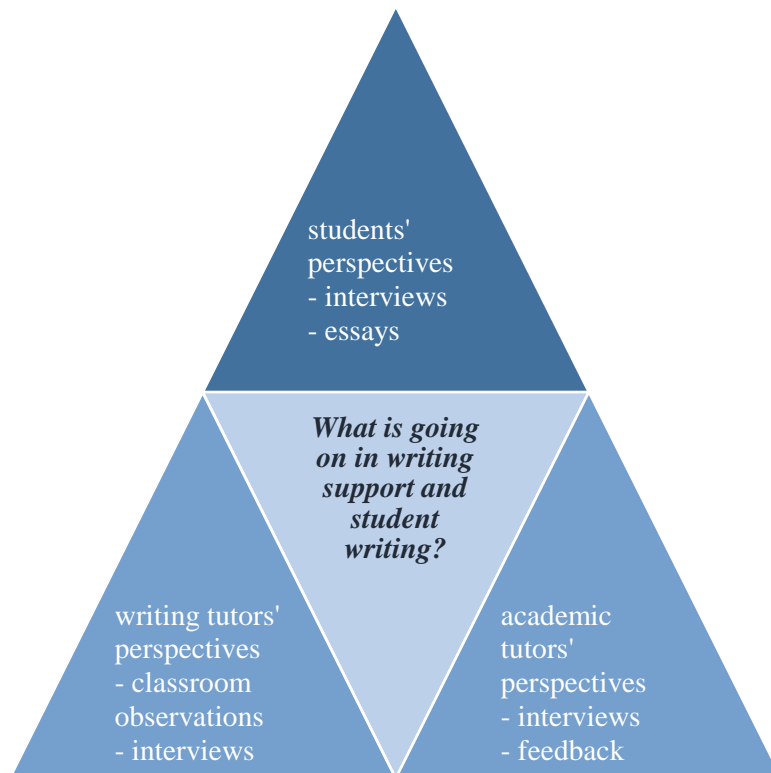 students'
perspectives
- interviews
- essays
What is going
on in writing
support and
student
writing?
writing tutors'
perspectives
- classroom
observations
- interviews
academic
tutors'
perspectives
- interviews
- feedback